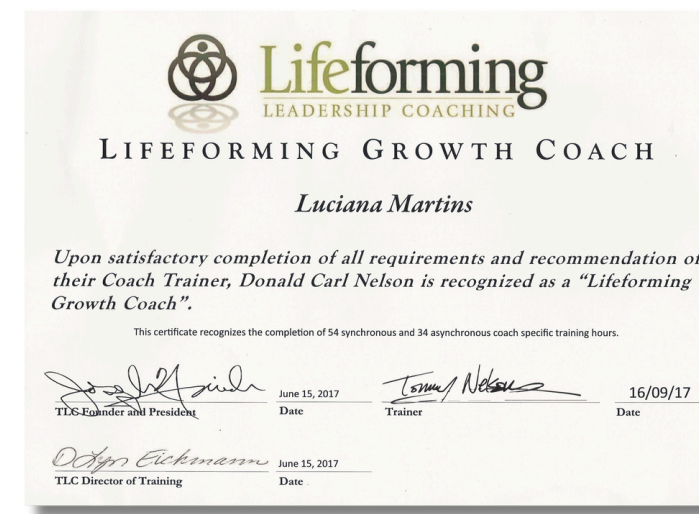 Lifeforming
LEADERSHIP COACHING
LIFEFORMING GROWTH COACH
Luciana Martins
Upon satisfactory completion of all requirements and recommendation of
their Coach Trainer, Donald Carl Nelson is recognized as a “Lifeforming
Growth Coach”.
This certificate recognizes the completion of 54 synchronous and 34 asynchronous coach specific training hours.
June 15, 2017 Tommy Nelson 16/09/17
TLC Founder and President Date Trainer Date
Eickmann June 15, 2017
TLC Director of Training Date